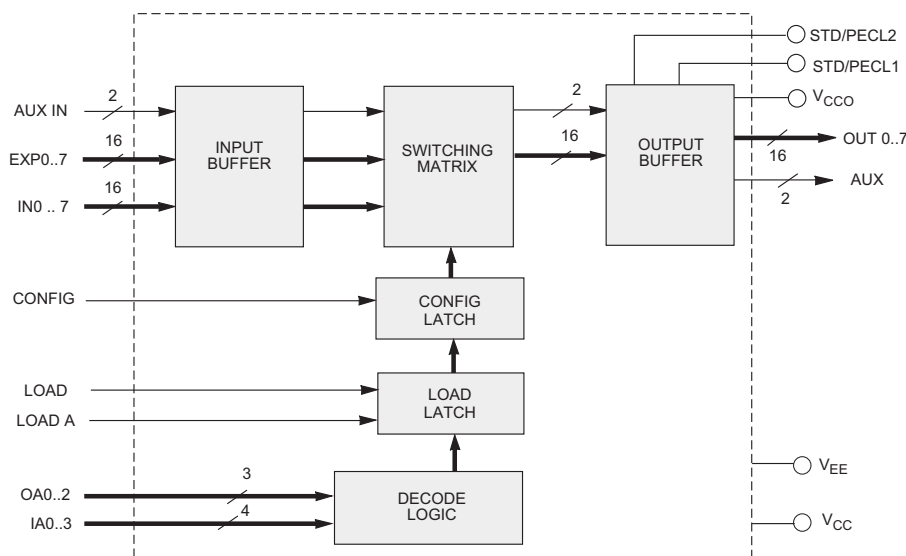 STD/PECL2
STD/PECL1
VCCO
AUX IN
2
EXP0..7
16
IN0 .. 7
16
INPUT
BUFFER
SWITCHING
MATRIX
2
16
OUTPUT
BUFFER
OUT 0..7
16
AUX
2
CONFIG
CONFIG
LATCH
LOAD
LOAD A
LOAD
LATCH
OA0..2
3
IA0..3
4
DECODE
LOGIC
VEE
VCC